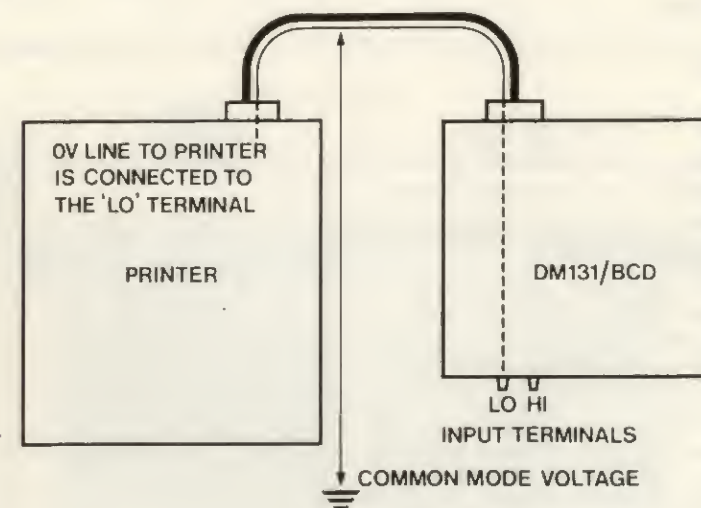 0V LINE TO PRINTER
IS CONNECTED TO
THE 'LO' TERMINAL
PRINTER
DM131/BCD
LO HI
INPUT TERMINALS
COMMON MODE VOLTAGE